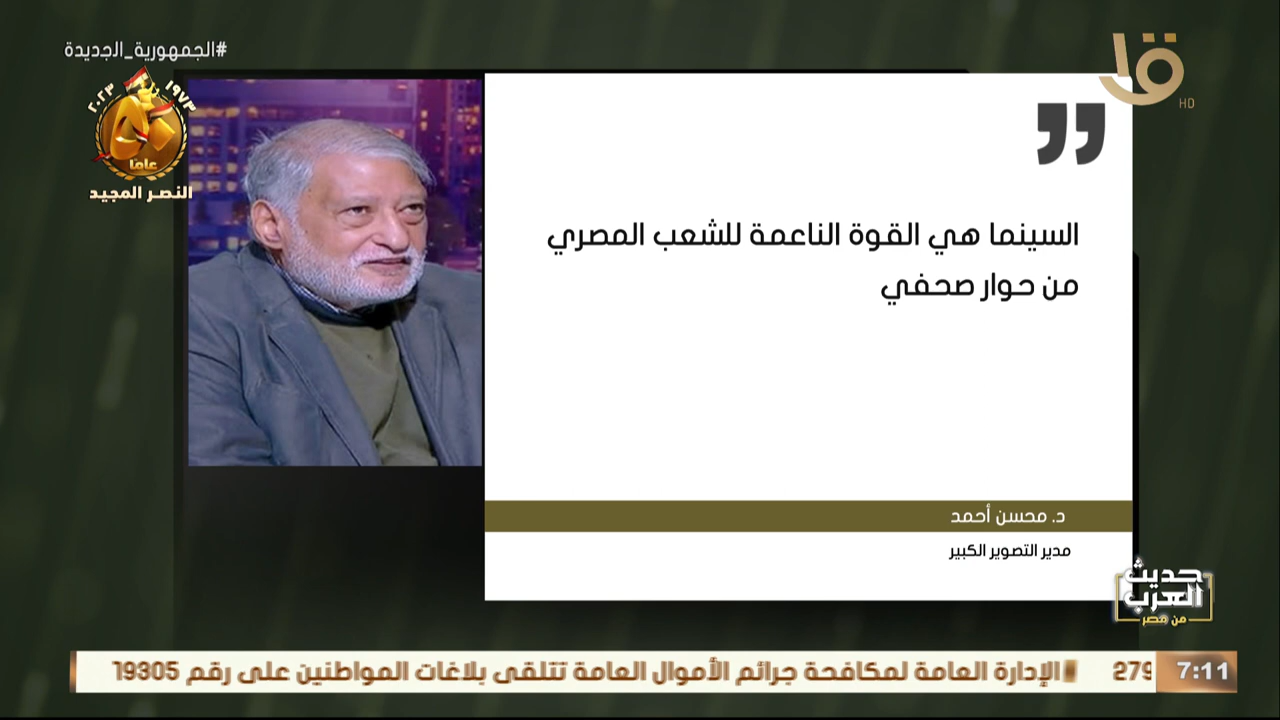 #الجمهورية_الجديدة
١٩٧٣
٢٠٢٣
٥٠
عامًا
النصر المجيد
HD
السينما هي القوة الناعمة للشعب المصري
من حوار صحفي
د. محسن أحمد
مدير التصوير الكبير
حديث
العرب
من مصر
7:11
279
الإدارة العامة لمكافحة جرائم الأموال العامة تتلقى بلاغات المواطنين على رقم 19305